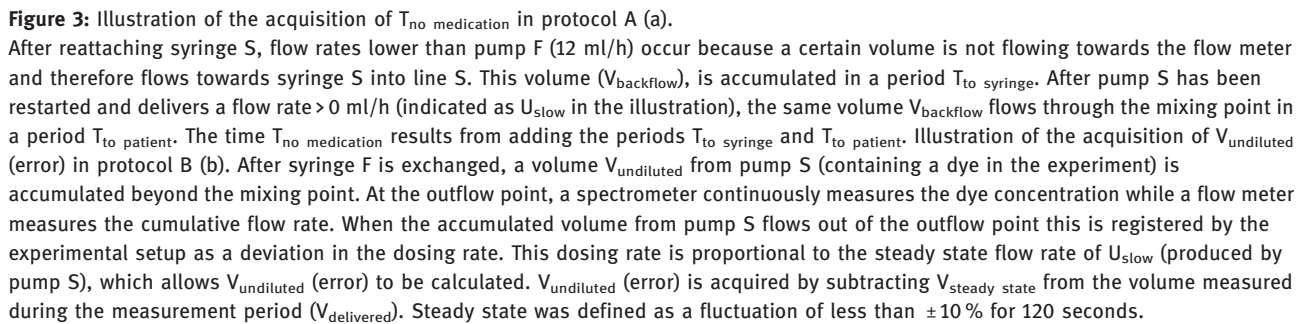 Figure 3: Illustration of the acquisition of Tno medication in protocol A (a).
After reattaching syringe S, flow rates lower than pump F (12 ml/h) occur because a certain volume is not flowing towards the flow meter
and therefore flows towards syringe S into line S. This volume (Vbackflow), is accumulated in a period Tto syringe. After pump S has been
restarted and delivers a flow rate > 0 ml/h (indicated as Uslow in the illustration), the same volume Vbackflow flows through the mixing point in
a period Tto patient. The time Tno medication results from adding the periods Tto syringe and Tto patient. Illustration of the acquisition of Vundiluted
(error) in protocol B (b). After syringe F is exchanged, a volume Vundiluted from pump S (containing a dye in the experiment) is
accumulated beyond the mixing point. At the outflow point, a spectrometer continuously measures the dye concentration while a flow meter
measures the cumulative flow rate. When the accumulated volume from pump S flows out of the outflow point this is registered by the
experimental setup as a deviation in the dosing rate. This dosing rate is proportional to the steady state flow rate of Uslow (produced by
pump S), which allows Vundiluted (error) to be calculated. Vundiluted (error) is acquired by subtracting Vsteady state from the volume measured
during the measurement period (Vdelivered). Steady state was defined as a fluctuation of less than ±10 % for 120 seconds.